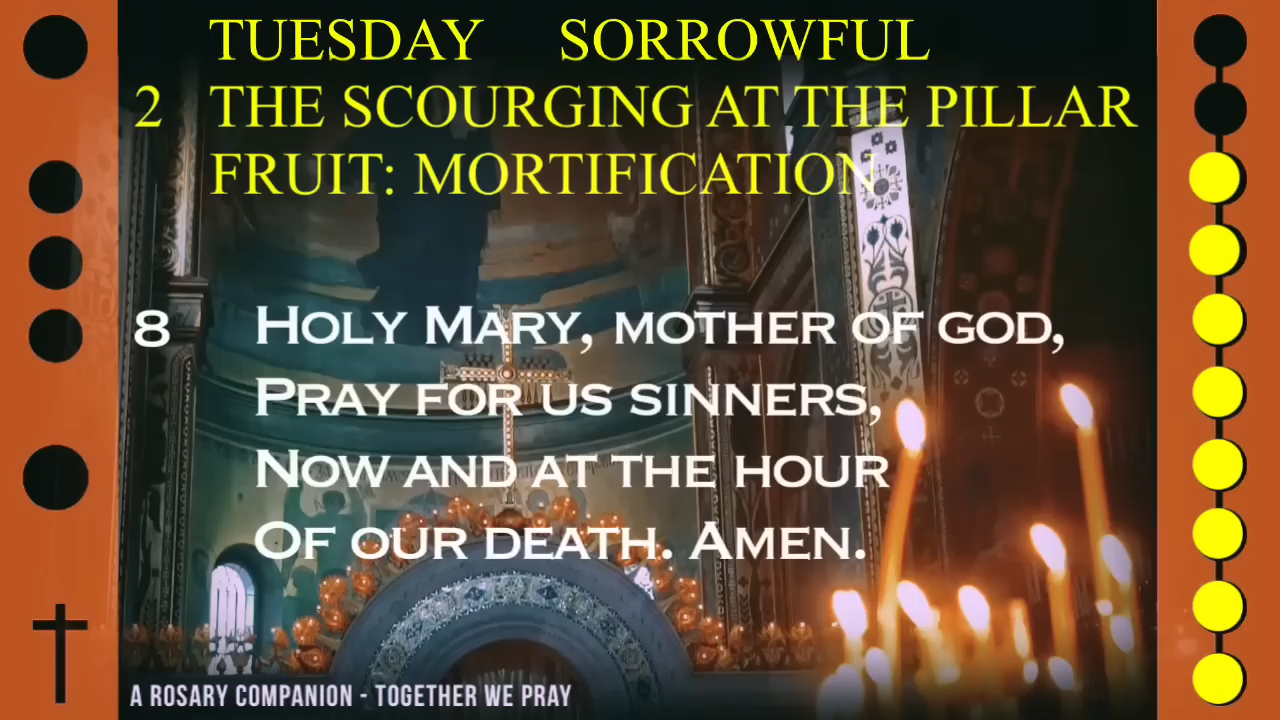 TUESDAY SORROWFUL
2 THE SCOURGING AT THE PILLAR
FRUIT: MORTIFICATION
8 HOLY MARY, MOTHER OF GOD,
PRAY FOR US SINNERS,
NOW AND AT THE HOUR
OF OUR DEATH. AMEN.
A ROSARY COMPANION - TOGETHER WE PRAY